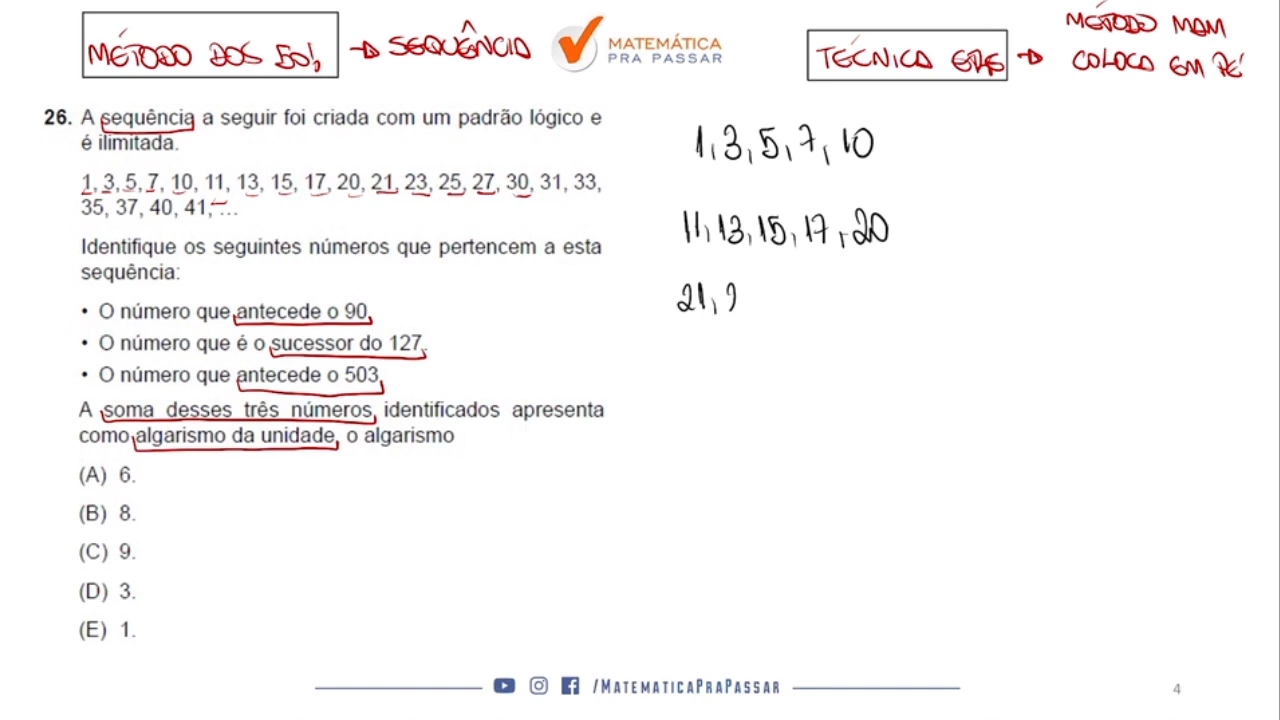 MÉTODO DOS 50! → SEQUÊNCIA
MATEMÁTICA
PRA PASSAR
TÉCNICA →
MÉTODO MAM
COLOCA EM PÉ
26. A sequência a seguir foi criada com um padrão lógico e
é ilimitada.
1, 3, 5, 7, 10, 11, 13, 15, 17, 20, 21, 23, 25, 27, 30, 31, 33,
35, 37, 40, 41, ...
Identifique os seguintes números que pertencem a esta
sequência:
• O número que antecede o 90.
• O número que é o sucessor do 127.
• O número que antecede o 503.
A soma desses três números identificados apresenta
como algarismo da unidade o algarismo
(A) 6.
(B) 8.
(C) 9.
(D) 3.
(E) 1.
1, 3, 5, 7, 10
11, 13, 15, 17, 20
21, 2
/MATEMATICAPRAPASSAR
4